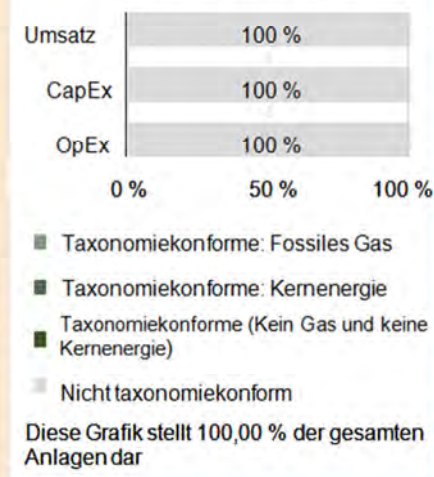 Umsatz 100 %
CapEx 100 %
OpEx 100 %
0 % 50 % 100 %
Taxonomiekonforme: Fossiles Gas
Taxonomiekonforme: Kernenergie
Taxonomiekonforme (Kein Gas und keine
Kernenergie)
Nicht taxonomiekonform
Diese Grafik stellt 100,00 % der gesamten
Anlagen dar